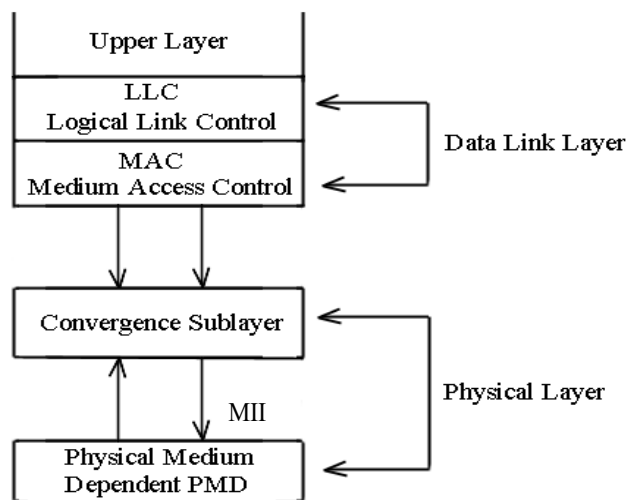 Upper Layer
LLC
Logical Link Control
Data Link Layer
MAC
Medium Access Control
Convergence Sublayer
Physical Layer
MII
Physical Medium
Dependent PMD